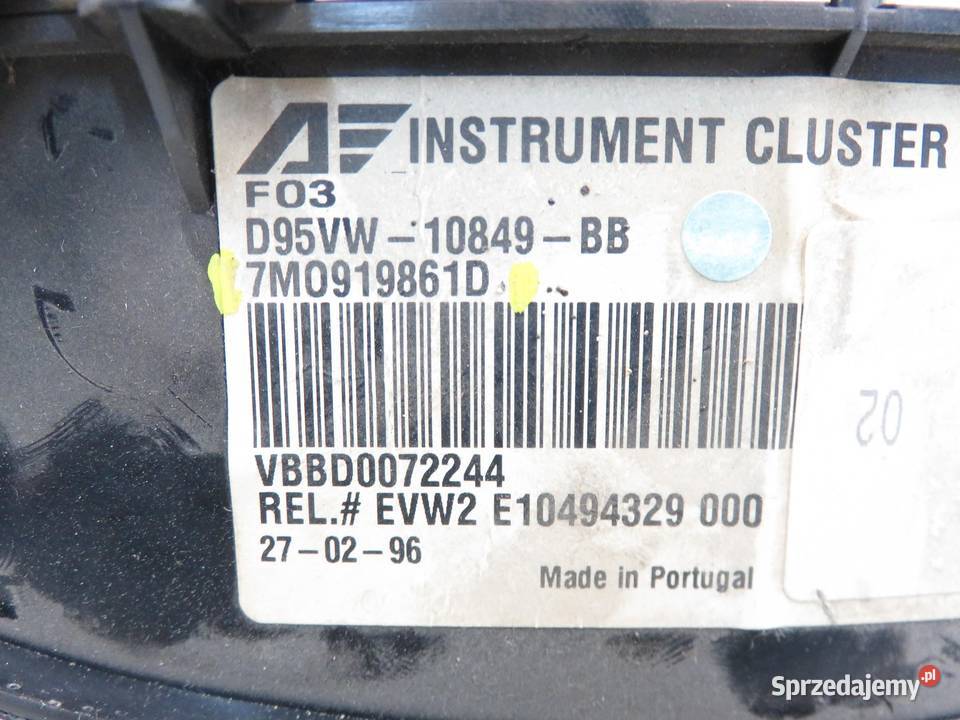 AE INSTRUMENT CLUSTER
F03
D95VW-10849-BB
7M0919861D
VBBD0072244
REL.# EVW2 E10494329 000
27-02-96
Made in Portugal
02
Sprzedajemy.pl